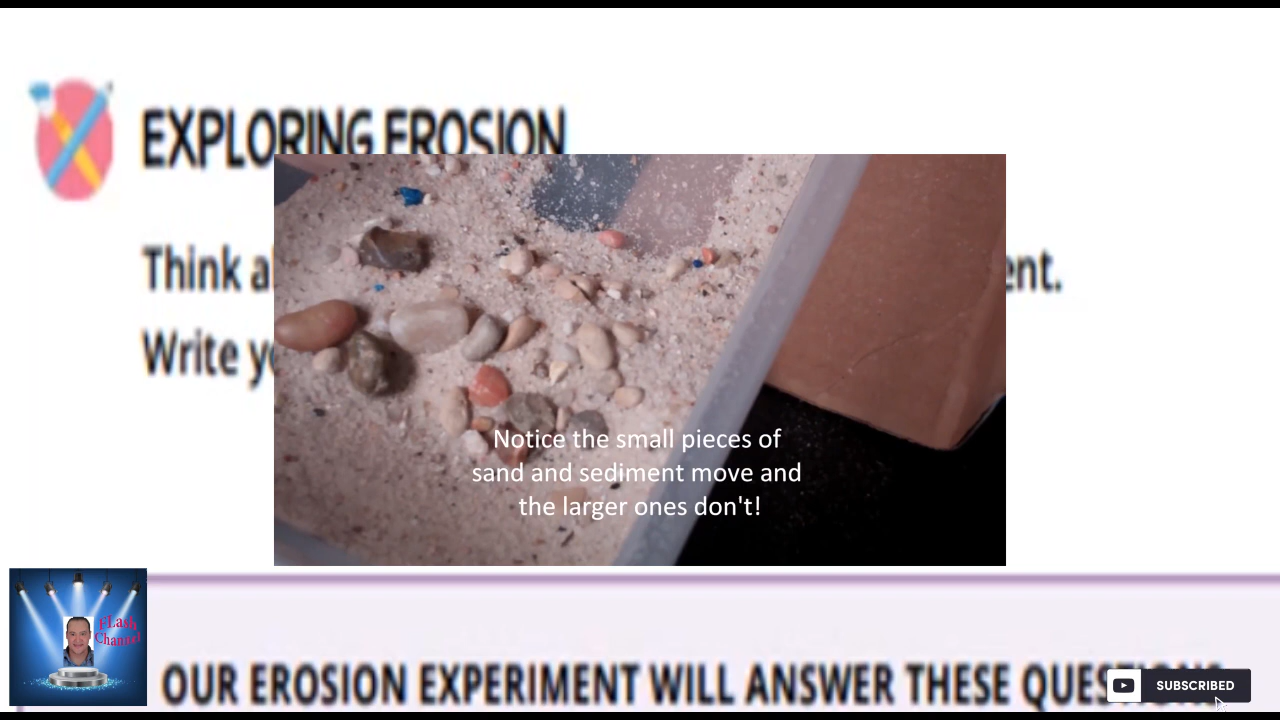 EXPLORING EROSION
Think
ent.
Write
Notice the small pieces of
sand and sediment move and
the larger ones don't!
FLash
Channel
OUR EROSION EXPERIMENT WILL ANSWER THESE
SUBSCRIBED